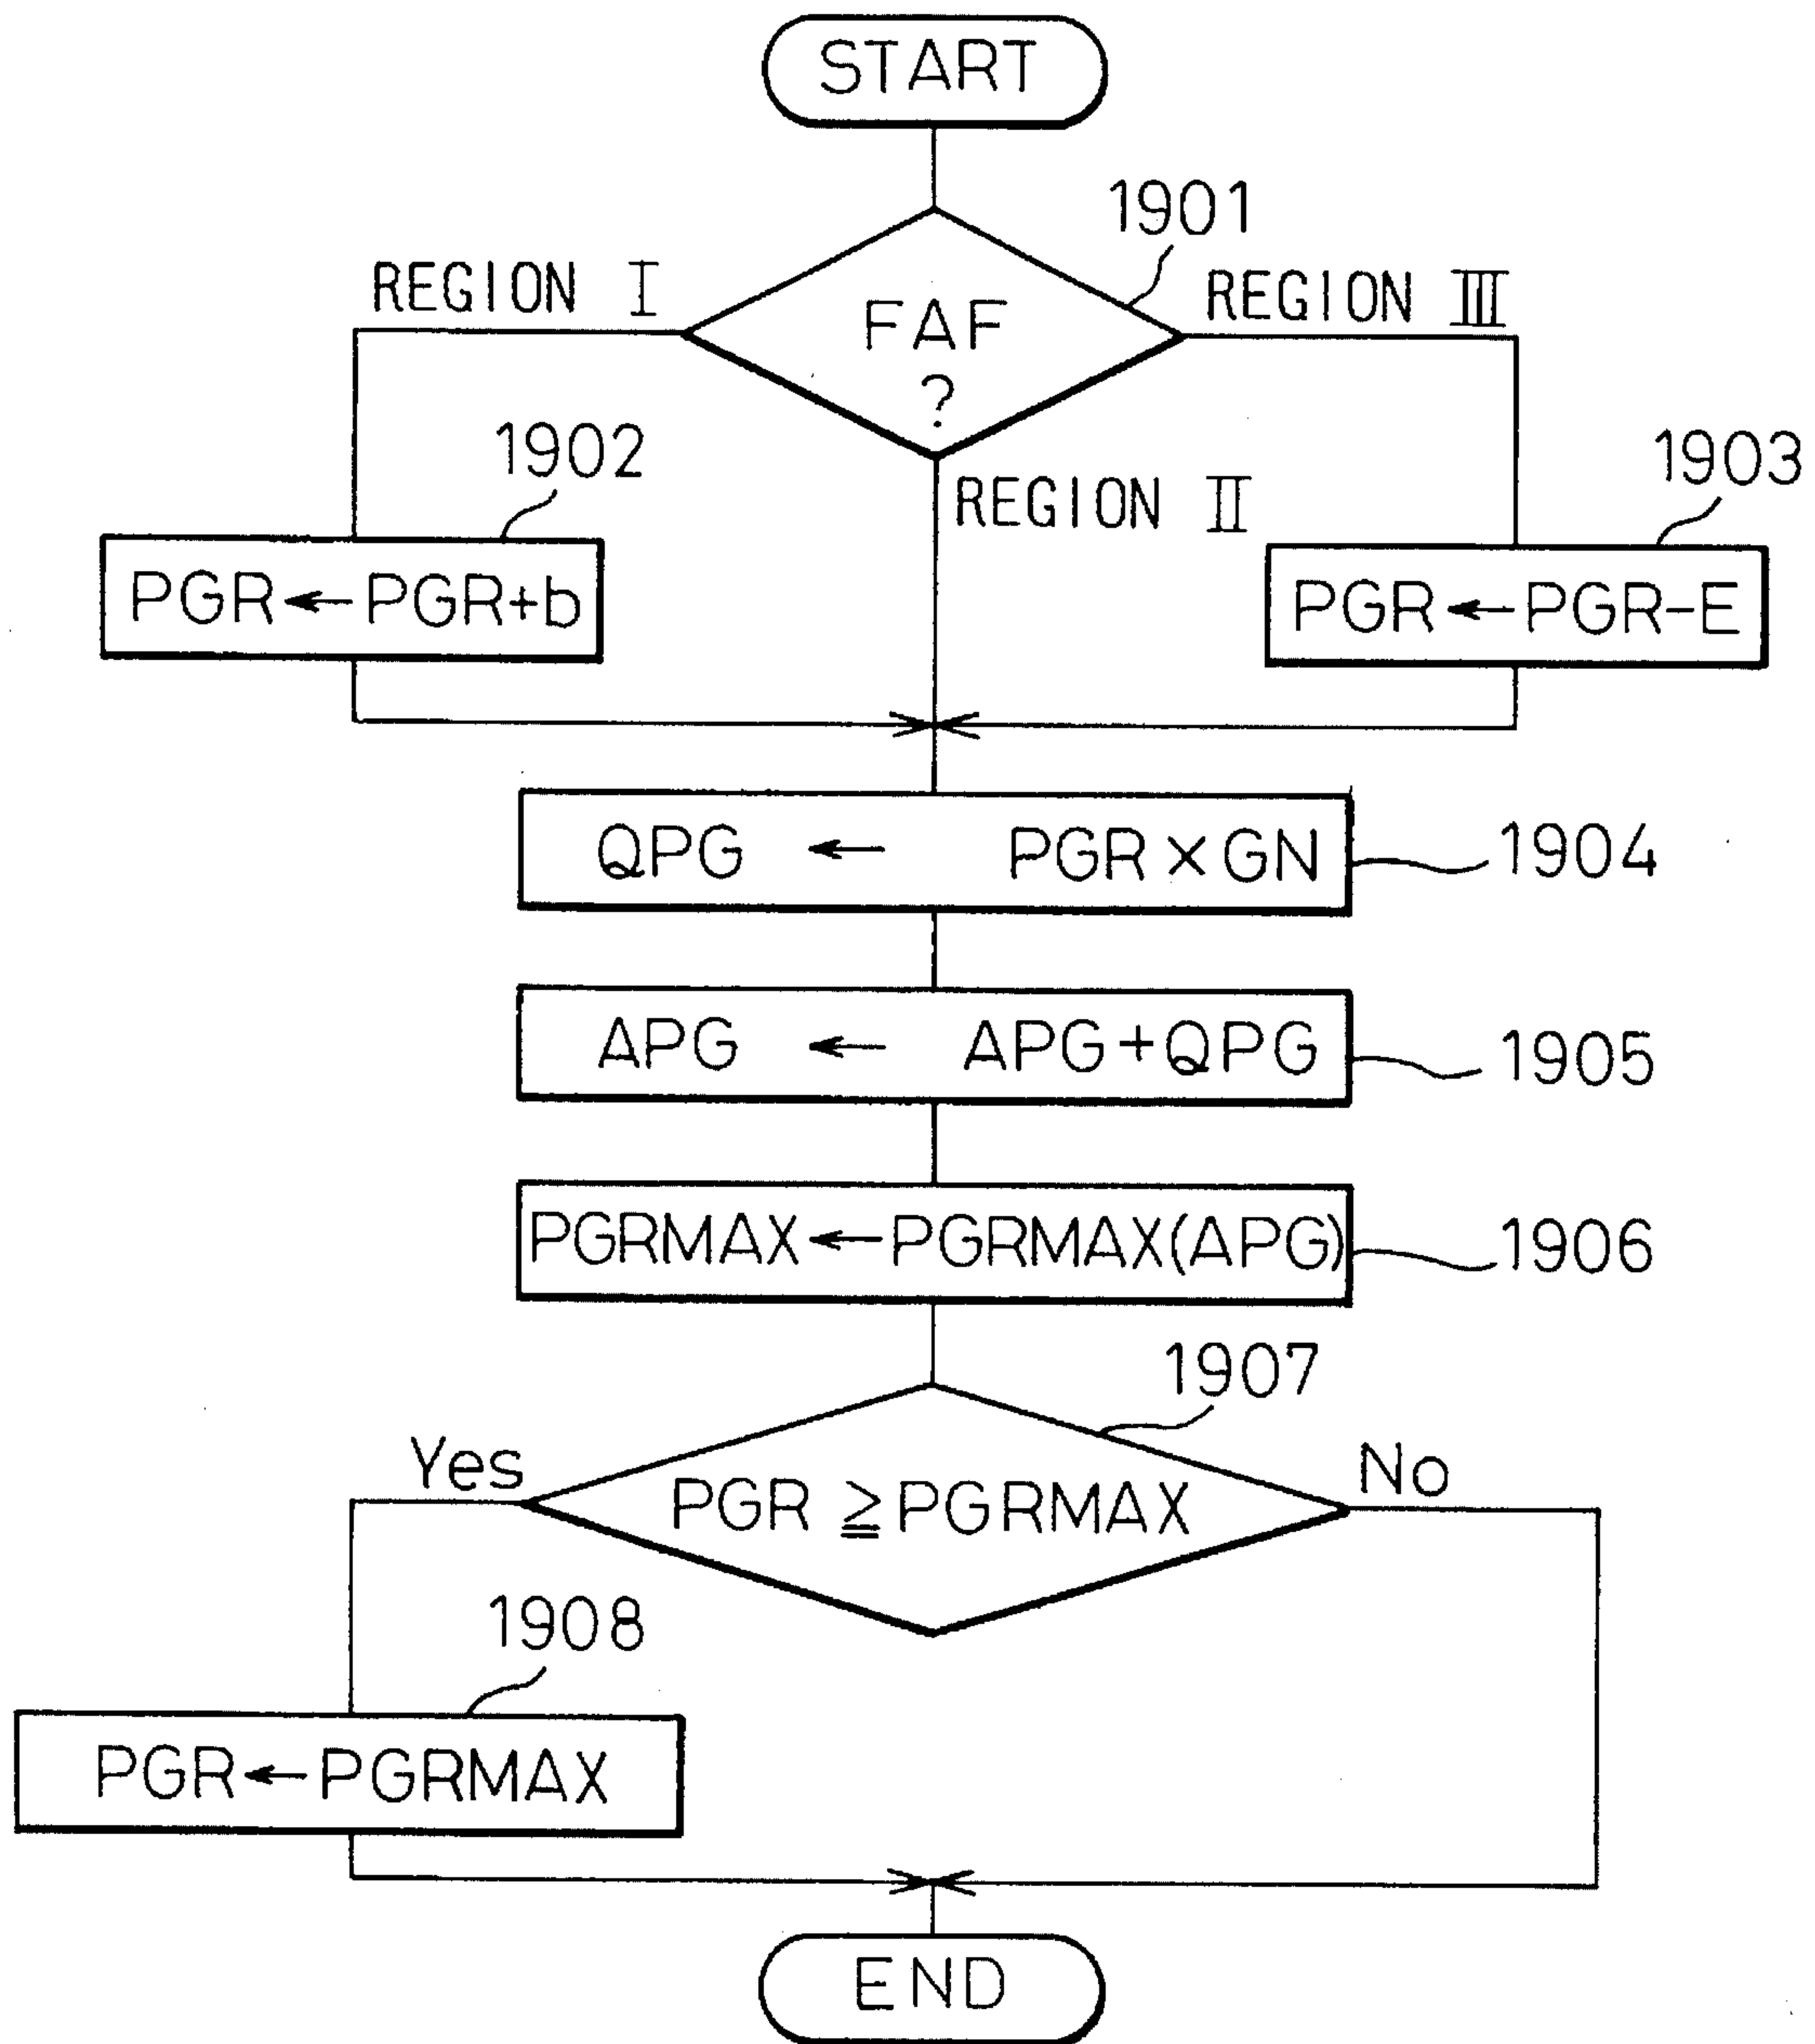 START
1901
REGION I
REGION III
FAF
?
1902
1903
REGION II
PGR←PGR+b
PGR←PGR−E
QPG ← PGR×GN
1904
APG ← APG+QPG
1905
PGRMAX←PGRMAX(APG)
1906
1907
Yes
No
PGR ≧PGRMAX
1908
PGR←PGRMAX
END